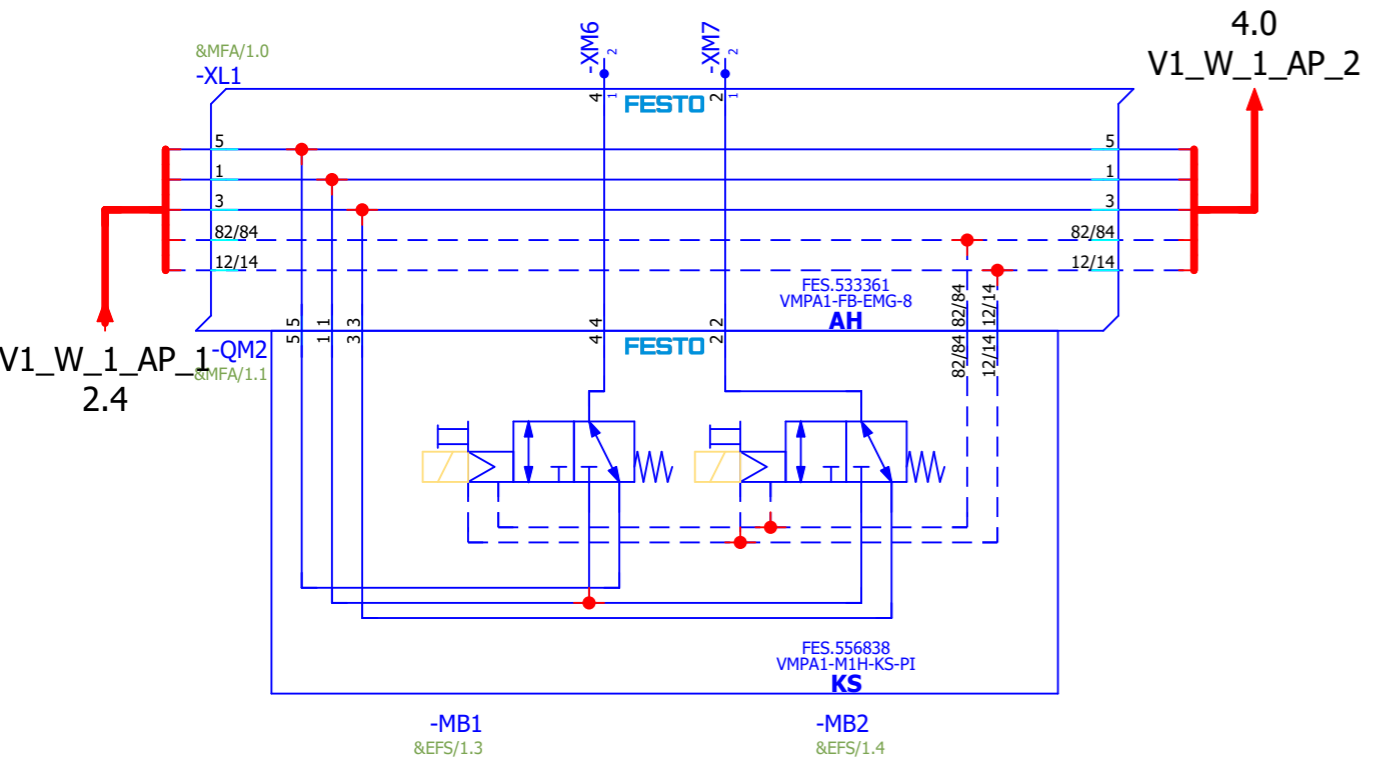 4.0
V1_W_1_AP_2
&MFA/1.0
-XL1
-XM6
2
-XM7
2
4
1
FESTO
2
1
5
5
1
1
3
3
82/84
82/84
12/14
12/14
FES.533361
VMPA1-FB-EMG-8
AH
82/84
12/14
5
1
3
4
2
V1_W_1_AP_1
2.4
-QM2
&MFA/1.1
5
1
3
4
FESTO
2
82/84
12/14
FES.556838
VMPA1-M1H-KS-PI
KS
-MB1
&EFS/1.3
-MB2
&EFS/1.4